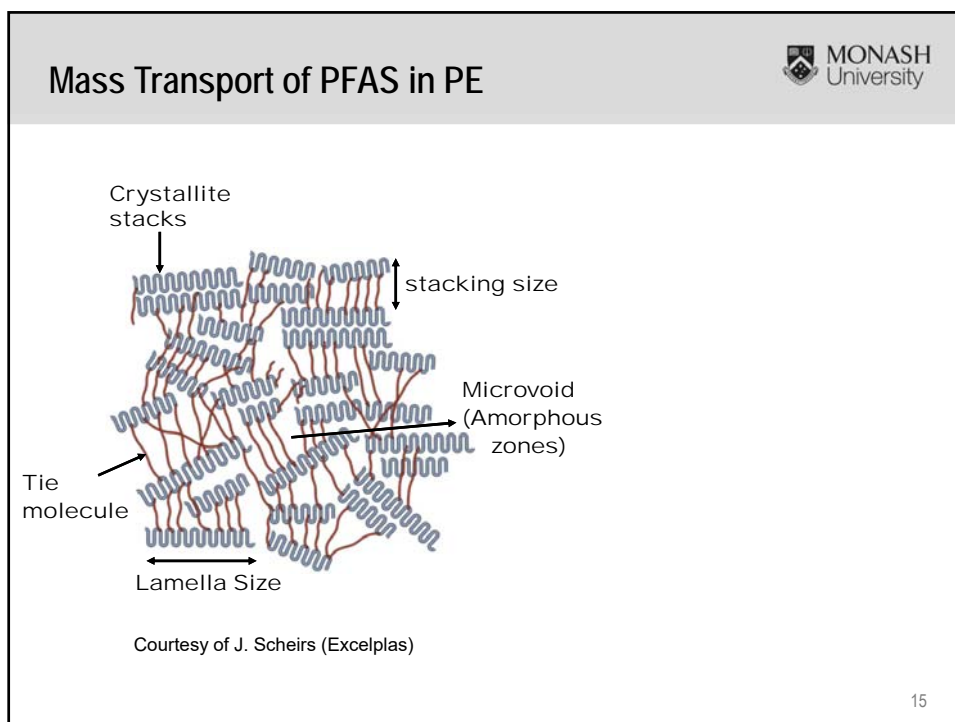 Mass Transport of PFAS in PE
MONASH
University
Crystallite
stacks
stacking size
Microvoid
(Amorphous
zones)
Tie
molecule
Lamella Size
Courtesy of J. Scheirs (Excelplas)
15